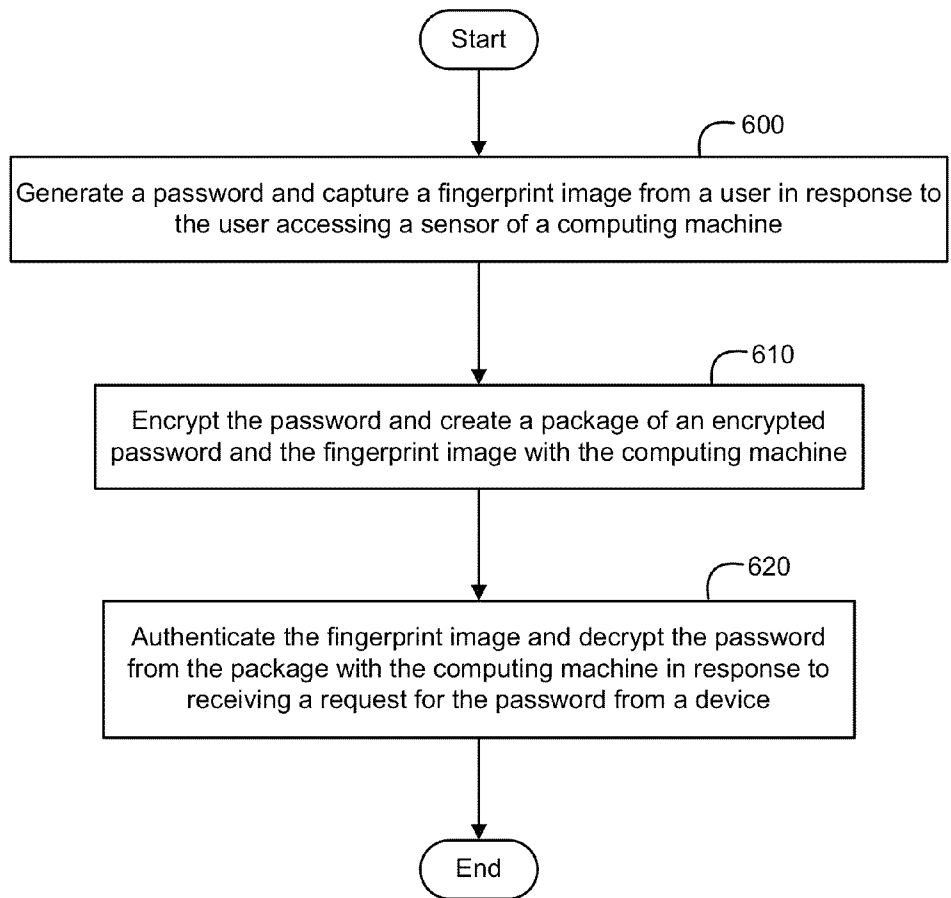 Start
600
Generate a password and capture a fingerprint image from a user in response to
the user accessing a sensor of a computing machine
610
Encrypt the password and create a package of an encrypted
password and the fingerprint image with the computing machine
620
Authenticate the fingerprint image and decrypt the password
from the package with the computing machine in response to
receiving a request for the password from a device
End